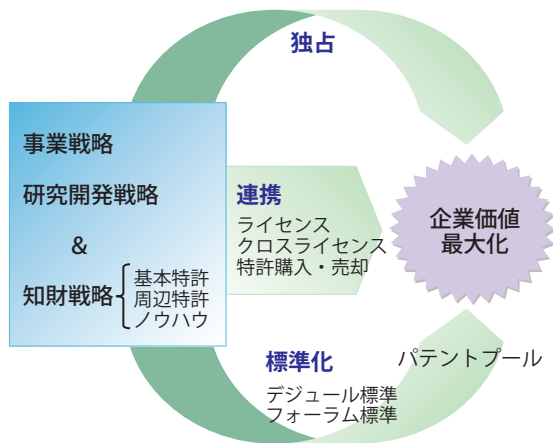 独占
事業戦略
研究開発戦略
&
知財戦略
基本特許
周辺特許
ノウハウ
連携
ライセンス
クロスライセンス
特許購入・売却
企業価値
最大化
標準化
デジュール標準
フォーラム標準
パテントプール